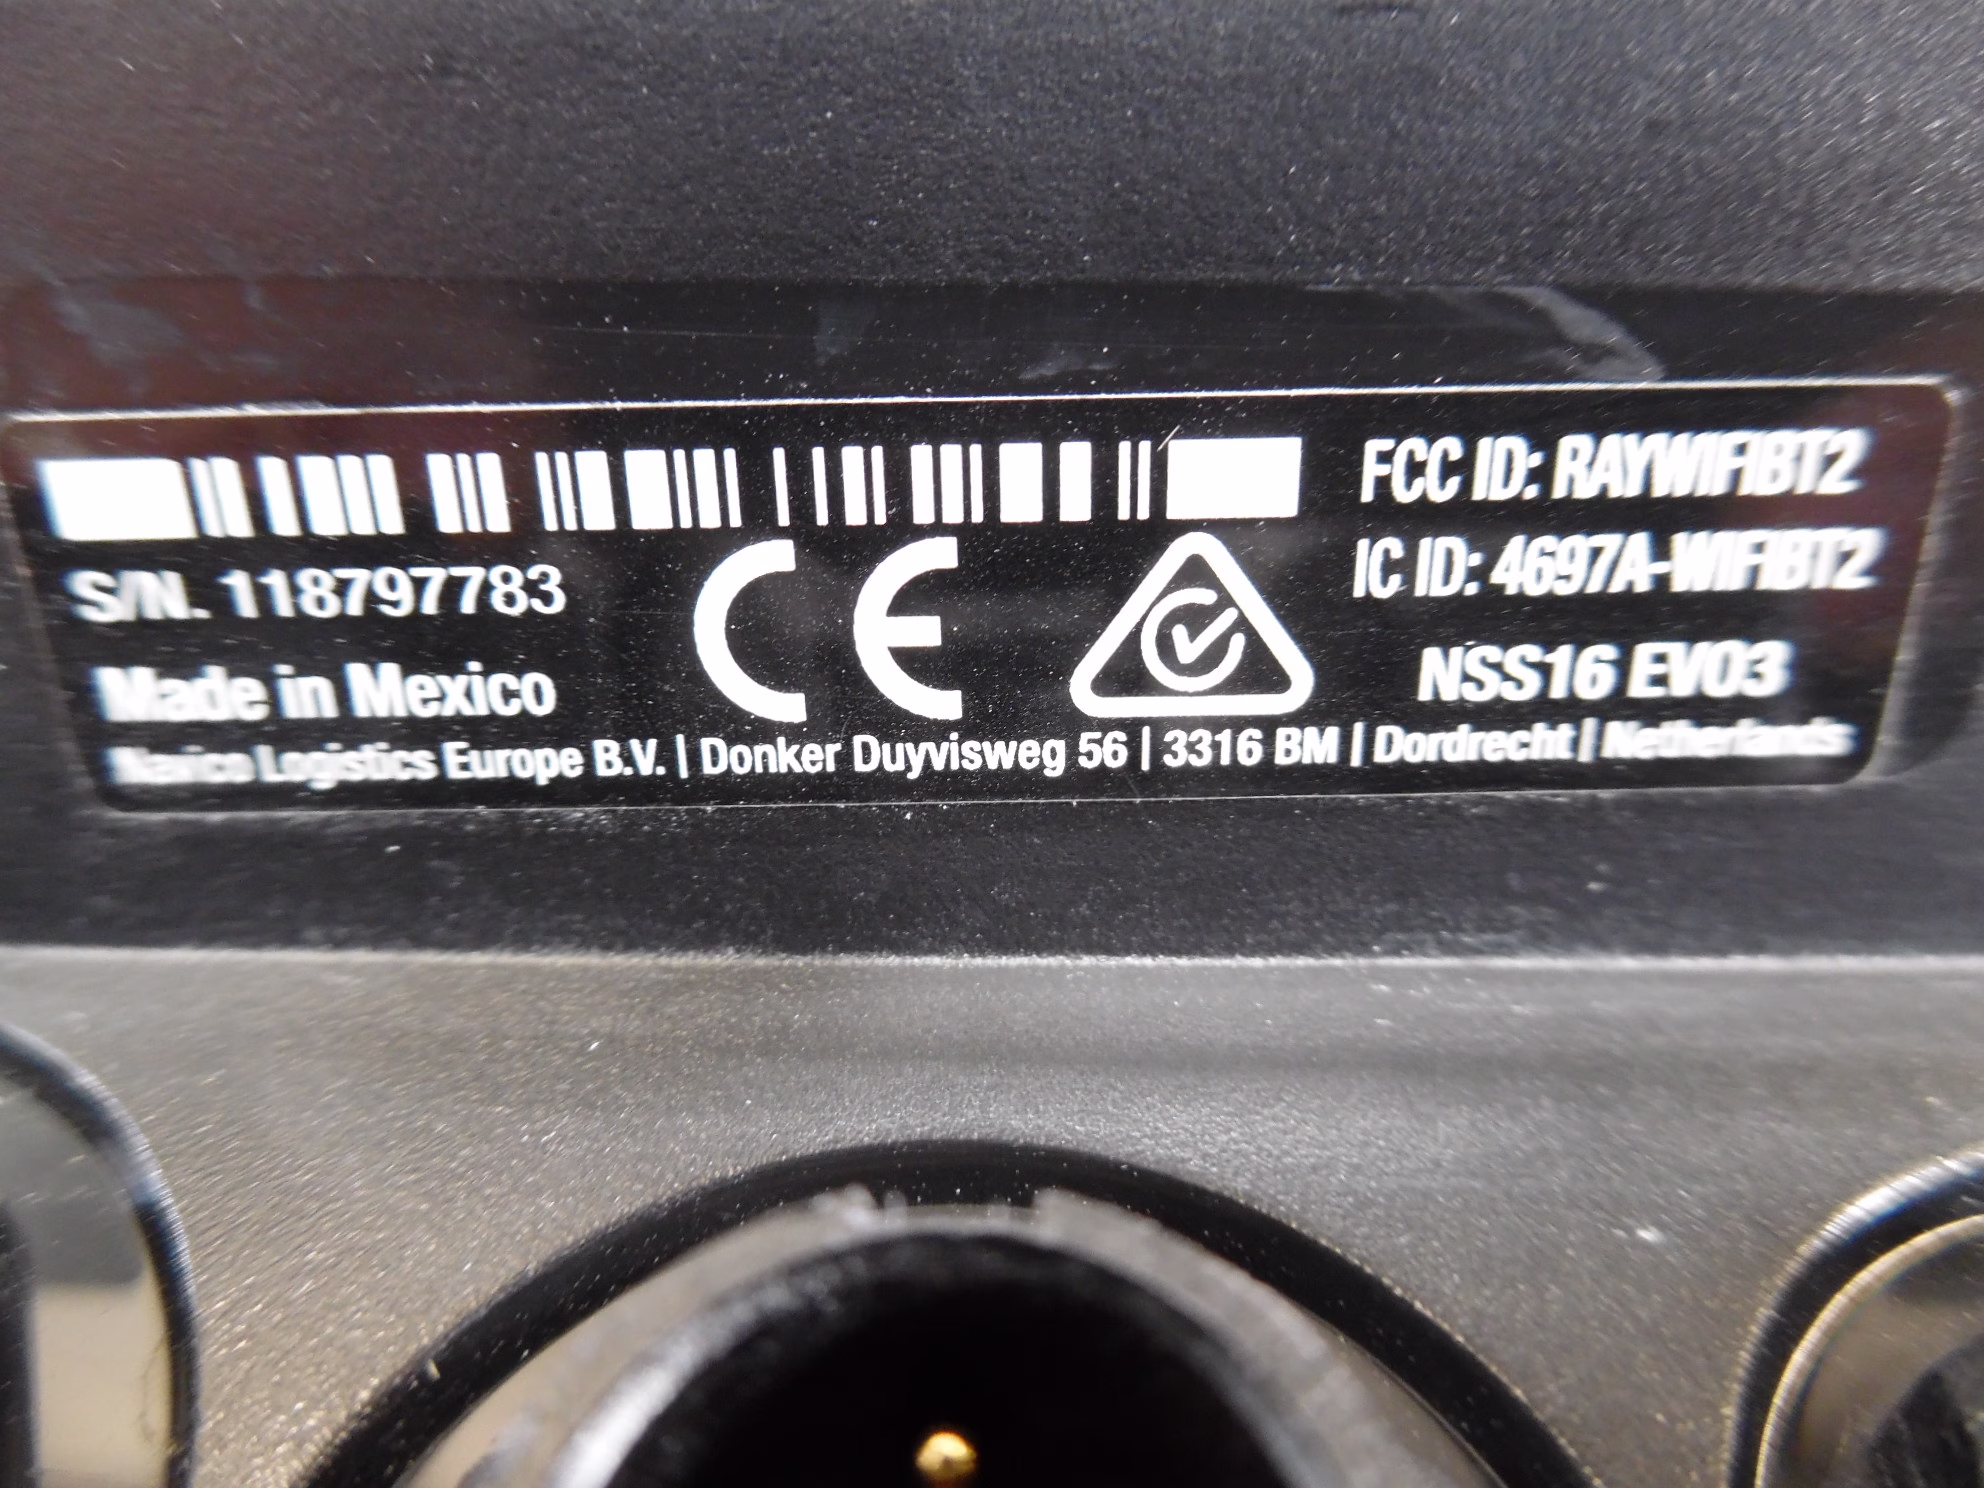 FCC ID: RAYWIFIBT2
S/N. 118797783
IC ID: 4697A-WIFIBT2
CE
Made in Mexico
NSS16 EVO3
Navico Logistics Europe B.V. | Donker Duyvisweg 56 | 3316 BM | Dordrecht | Netherlands